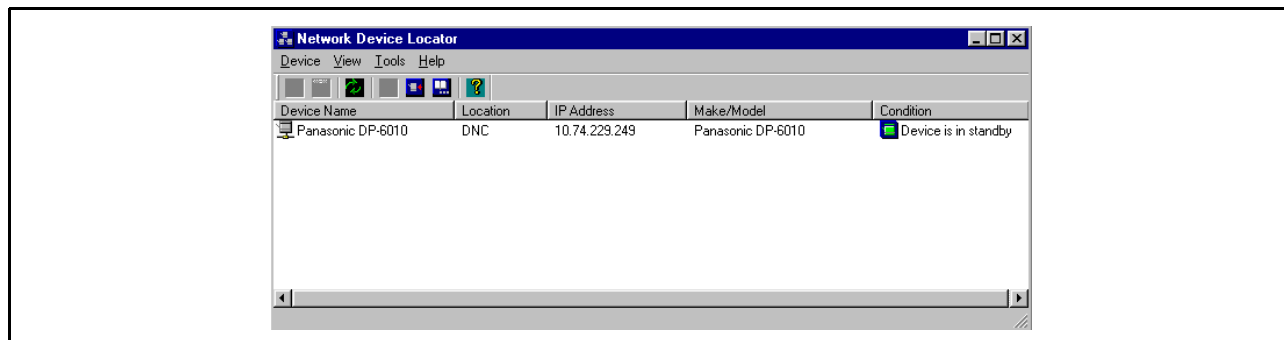 Network Device Locator
Device View Tools Help
Device Name Location IP Address Make/Model Condition
Panasonic DP-6010 DNC 10.74.229.249 Panasonic DP-6010 Device is in standby